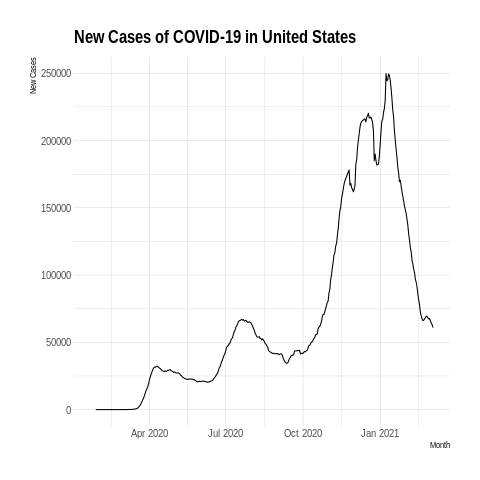 New Cases of COVID-19 in United States
New Cases
250000
200000
150000
100000
50000
0
Apr 2020 Jul 2020 Oct 2020 Jan 2021
Month